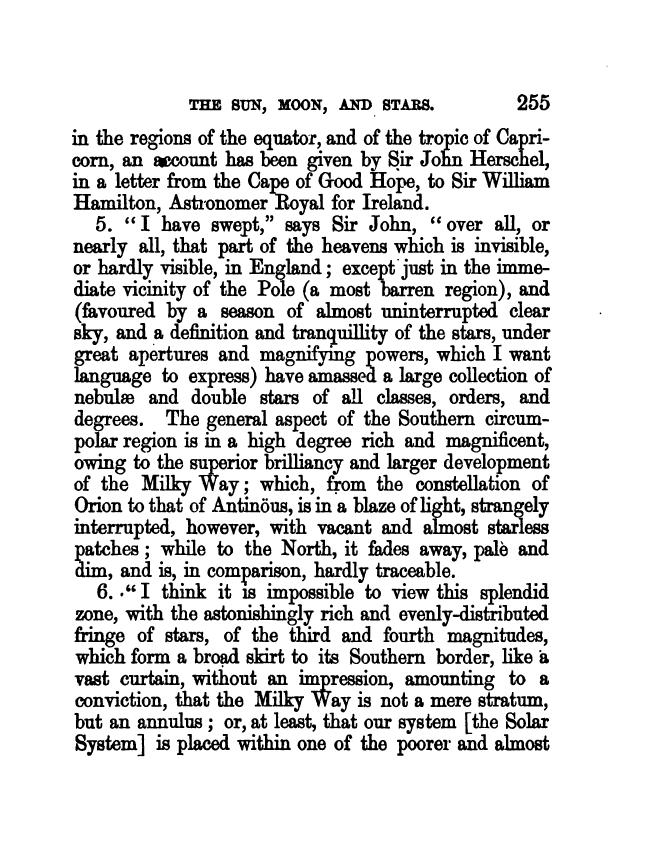 THE SUN, MOON, AND STARS. 255
in the regions of the equator, and of the tropic of Capri-
corn, an account has been given by Sir John Herschel,
in a letter from the Cape of Good Hope, to Sir William
Hamilton, Astronomer Royal for Ireland.
5. “I have swept,” says Sir John, “over all, or
nearly all, that part of the heavens which is invisible,
or hardly visible, in England; except just in the imme-
diate vicinity of the Pole (a most barren region), and
(favoured by a season of almost uninterrupted clear
sky, and a definition and tranquillity of the stars, under
great apertures and magnifying powers, which I want
language to express) have amassed a large collection of
nebulæ and double stars of all classes, orders, and
degrees. The general aspect of the Southern circum-
polar region is in a high degree rich and magnificent,
owing to the superior brilliancy and larger development
of the Milky Way; which, from the constellation of
Orion to that of Antinöus, is in a blaze of light, strangely
interrupted, however, with vacant and almost starless
patches; while to the North, it fades away, pale and
dim, and is, in comparison, hardly traceable.
6. “I think it is impossible to view this splendid
zone, with the astonishingly rich and evenly-distributed
fringe of stars, of the third and fourth magnitudes,
which form a broad skirt to its Southern border, like a
vast curtain, without an impression, amounting to a
conviction, that the Milky Way is not a mere stratum,
but an annulus; or, at least, that our system [the Solar
System] is placed within one of the poorer and almost